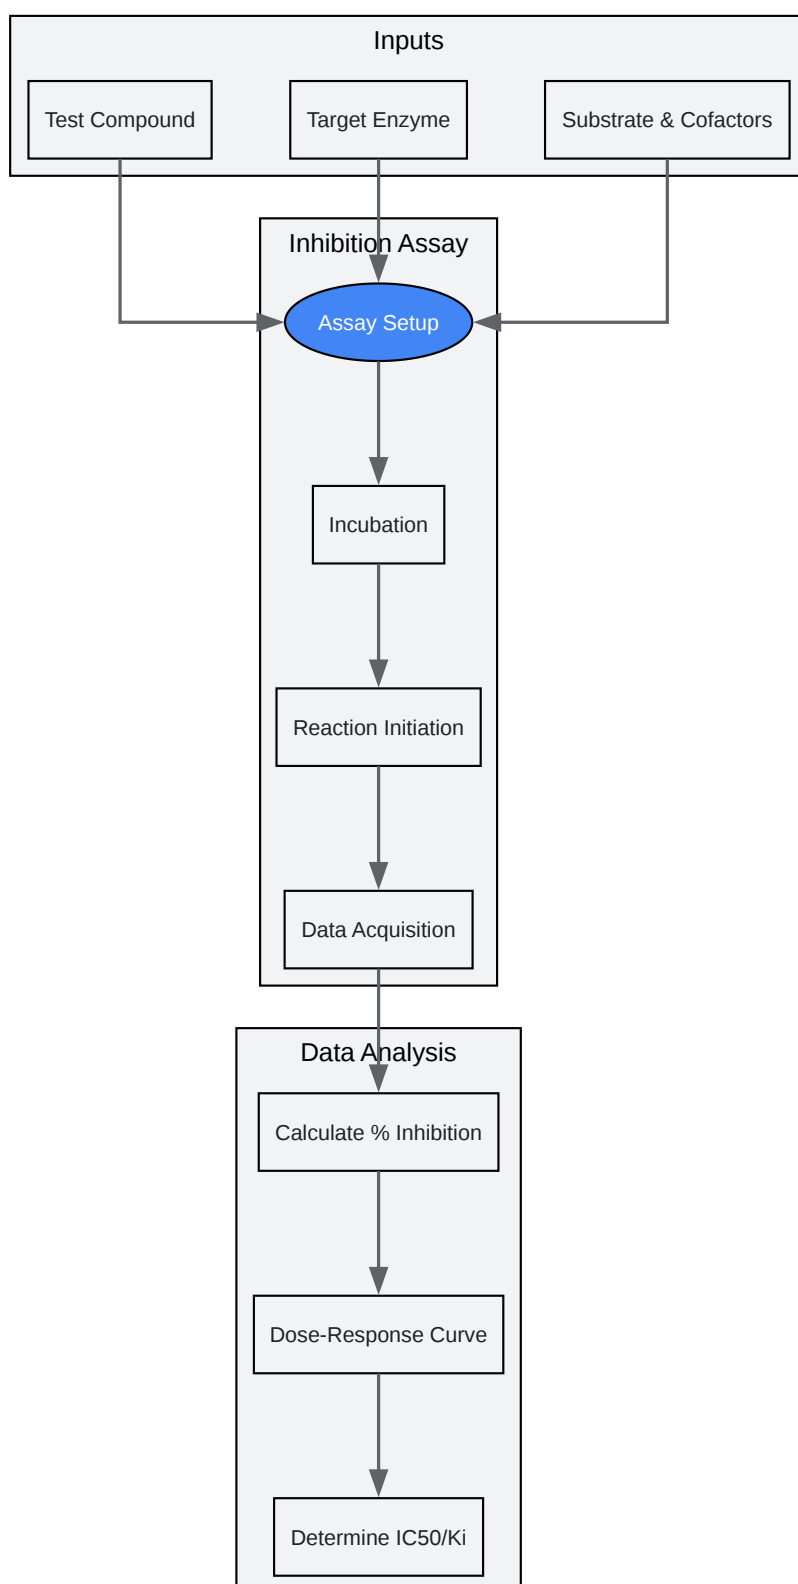 Inputs
Test Compound
Target Enzyme
Substrate & Cofactors
Inhibition Assay
Assay Setup
Incubation
Reaction Initiation
Data Acquisition
Data Analysis
Calculate % Inhibition
Dose-Response Curve
Determine IC50/Ki